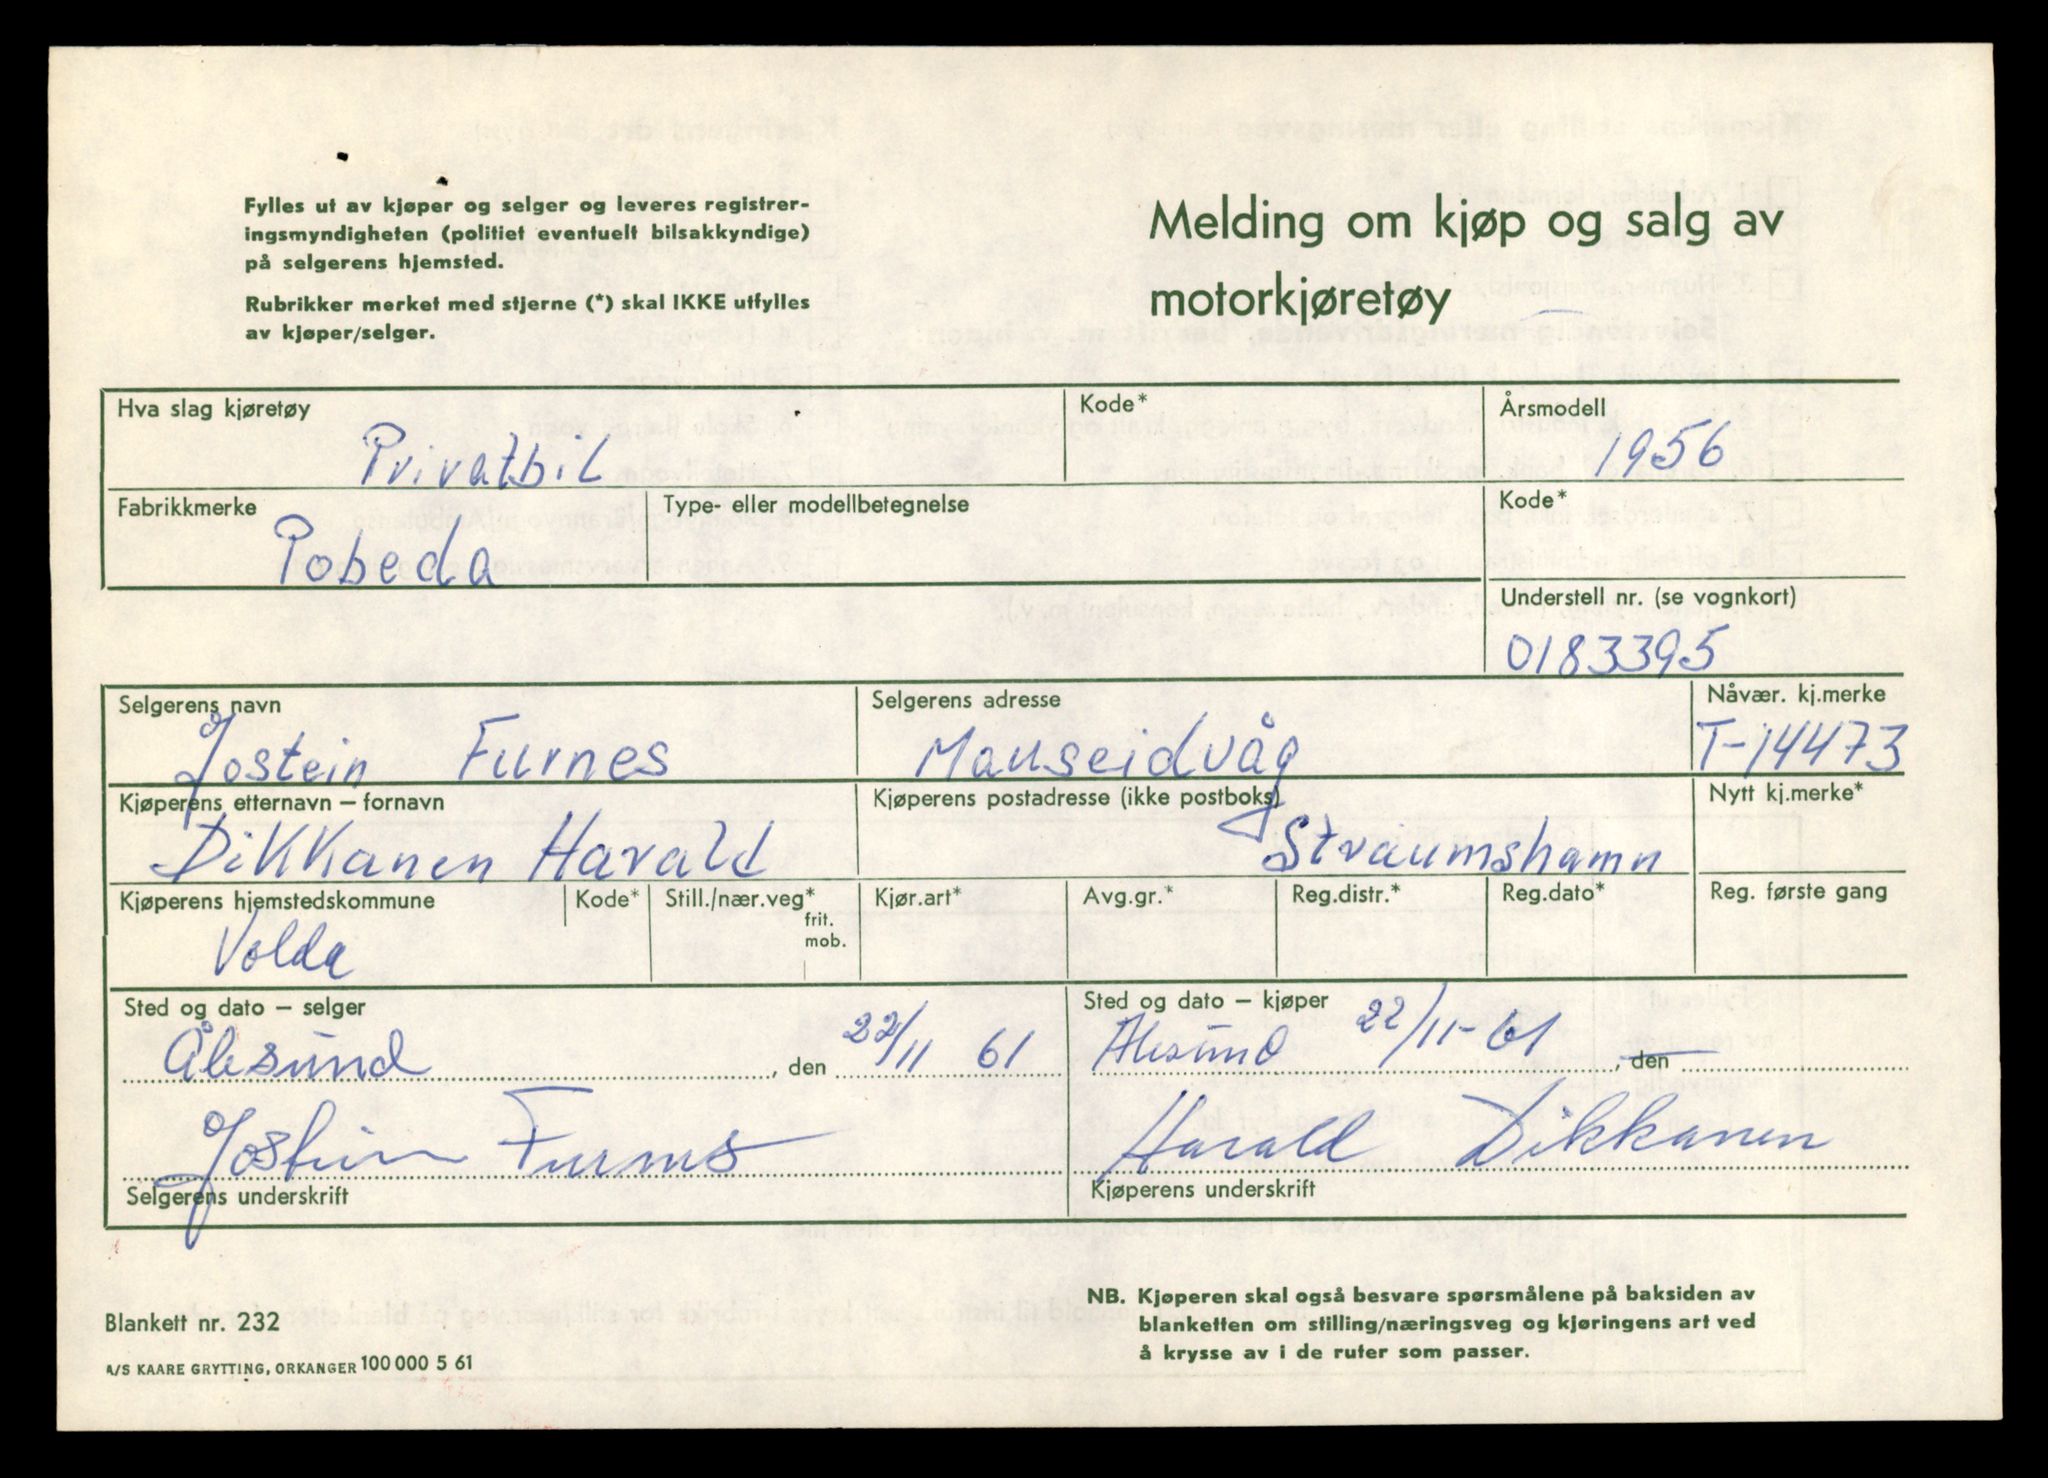 Fylles ut av kjøper og selger og leveres registrer-
ingsmyndigheten (politiet eventuelt bilsakkyndige)
på selgerens hjemsted.
Rubrikker merket med stjerne (*) skal IKKE utfylles
av kjøper/selger.
Melding om kjøp og salg av
motorkjøretøy
Hva slag kjøretøy
Kode*
Årsmodell
Privatbil
1956
Fabrikkmerke
Type- eller modellbetegnelse
Kode*
Pobeda
Understell nr. (se vognkort)
0183395
Selgerens navn
Selgerens adresse
Nåvær. kj.merke
Jostein Furnes
Mauseidvåg
T-14473
Kjøperens etternavn – fornavn
Kjøperens postadresse (ikke postboks)
Nytt kj.merke*
Dikkanen Harald
Straumshamn
Kjøperens hjemstedskommune
Kode*
Still./nær.veg*
frit.
mob.
Kjør.art*
Avg.gr.*
Reg.distr.*
Reg.dato*
Reg. første gang
Volda
Sted og dato – selger
Sted og dato – kjøper
Ålesund, den 22/11 61
Ålesund 22/11-61, den
Jostein Furnes
Harald Dikkanen
Selgerens underskrift
Kjøperens underskrift
Blankett nr. 232
A/S KAARE GRYTTING, ORKANGER 100 000 5 61
NB. Kjøperen skal også besvare spørsmålene på baksiden av
blanketten om stilling/næringsveg og kjøringens art ved
å krysse av i de ruter som passer.